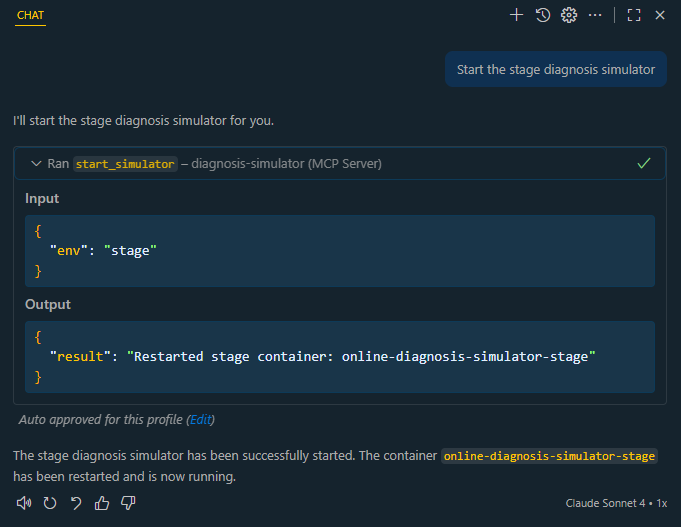 CHAT
Start the stage diagnosis simulator
I'll start the stage diagnosis simulator for you.
Ran start_simulator – diagnosis-simulator (MCP Server)
Input
{
"env": "stage"
}
Output
{
"result": "Restarted stage container: online-diagnosis-simulator-stage"
}
Auto approved for this profile (Edit)
The stage diagnosis simulator has been successfully started. The container online-diagnosis-simulator-stage
has been restarted and is now running.
Claude Sonnet 4 • 1x